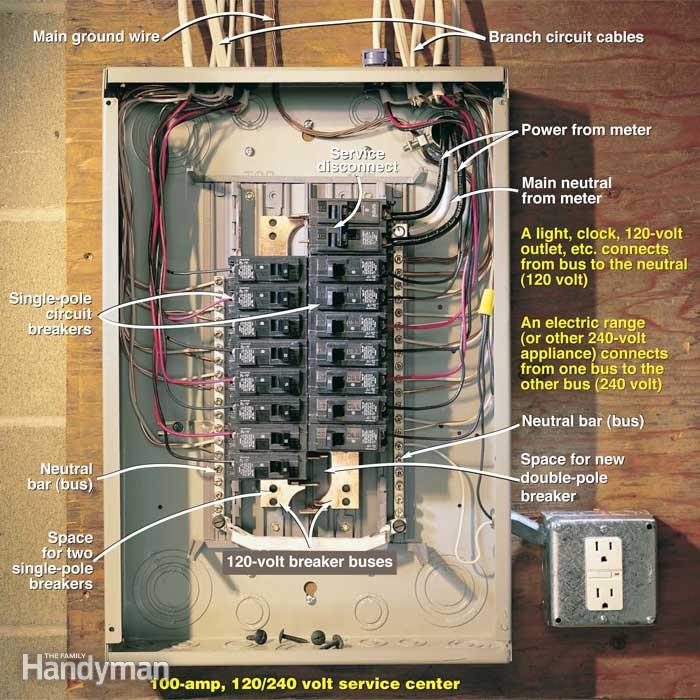 Main ground wire
Branch circuit cables
Power from meter
Service
disconnect
Main neutral
from meter
A light, clock, 120-volt
outlet, etc. connects
from bus to the neutral
(120 volt)
Single-pole
circuit
breakers
An electric range
(or other 240-volt
appliance) connects
from one bus to the
other bus (240 volt)
Neutral bar (bus)
Neutral
bar (bus)
Space for new
double-pole
breaker
Space
for two
single-pole
breakers
120-volt breaker buses
THE FAMILY
Handyman
100-amp, 120/240 volt service center
TOP